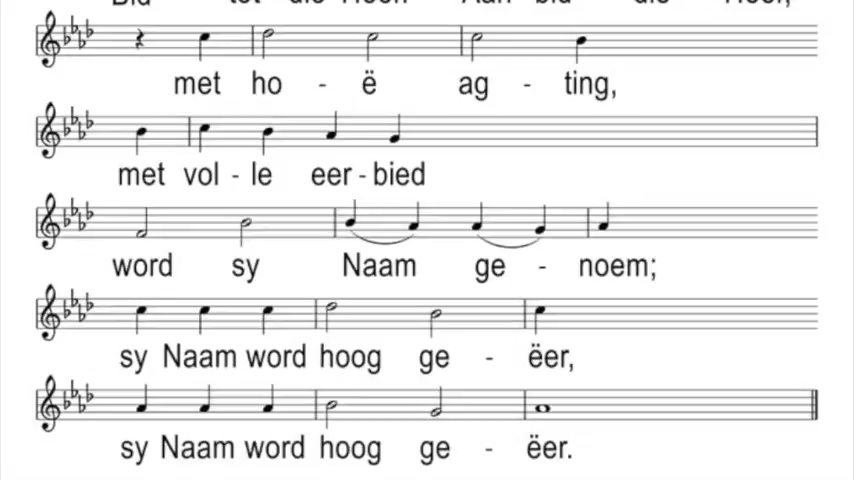 met ho - ë ag - ting,
met vol - le eer - bied
word sy Naam ge - noem;
sy Naam word hoog ge - ëer,
sy Naam word hoog ge - ëer.